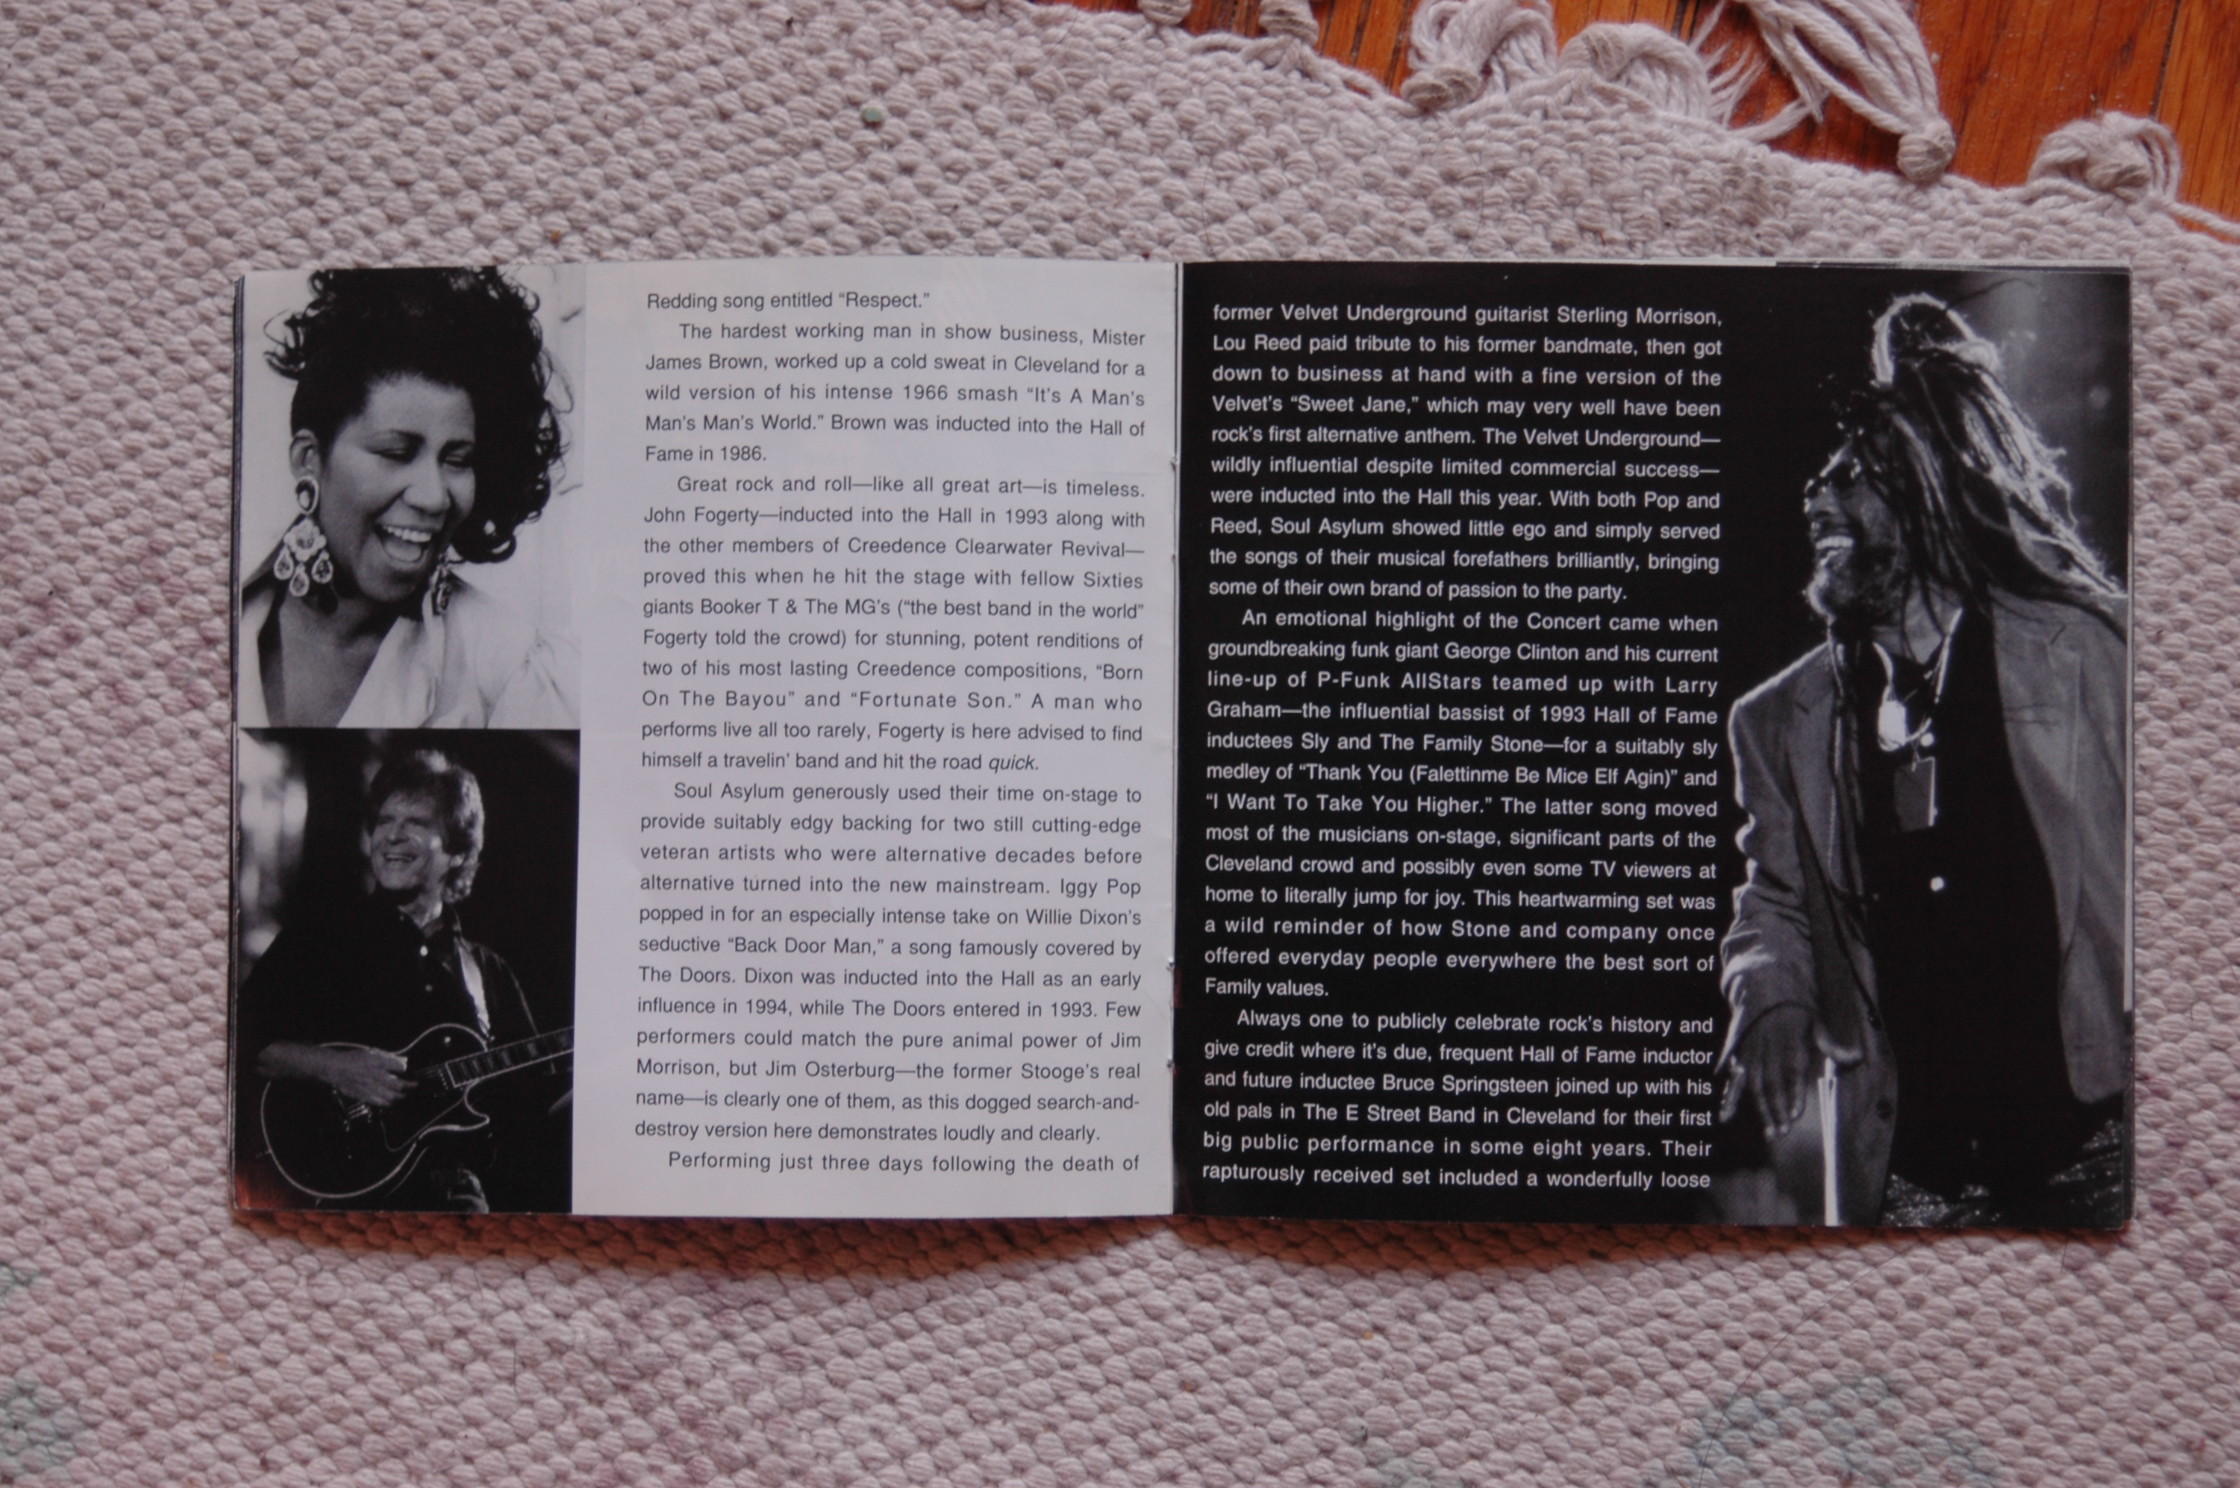 Redding song entitled “Respect.”
The hardest working man in show business, Mister
James Brown, worked up a cold sweat in Cleveland for a
wild version of his intense 1966 smash “It's A Man's
Man's Man's World.” Brown was inducted into the Hall of
Fame in 1986.
Great rock and roll—like all great art—is timeless.
John Fogerty—inducted into the Hall in 1993 along with
the other members of Creedence Clearwater Revival—
proved this when he hit the stage with fellow Sixties
giants Booker T & The MG's (“the best band in the world”
Fogerty told the crowd) for stunning, potent renditions of
two of his most lasting Creedence compositions, “Born
On The Bayou” and “Fortunate Son.” A man who
performs live all too rarely, Fogerty is here advised to find
himself a travelin' band and hit the road quick.
Soul Asylum generously used their time on-stage to
provide suitably edgy backing for two still cutting-edge
veteran artists who were alternative decades before
alternative turned into the new mainstream. Iggy Pop
popped in for an especially intense take on Willie Dixon's
seductive “Back Door Man,” a song famously covered by
The Doors. Dixon was inducted into the Hall as an early
influence in 1994, while The Doors entered in 1993. Few
performers could match the pure animal power of Jim
Morrison, but Jim Osterburg—the former Stooge's real
name—is clearly one of them, as this dogged search-and-
destroy version here demonstrates loudly and clearly.
Performing just three days following the death of
former Velvet Underground guitarist Sterling Morrison,
Lou Reed paid tribute to his former bandmate, then got
down to business at hand with a fine version of the
Velvet's “Sweet Jane,” which may very well have been
rock's first alternative anthem. The Velvet Underground—
wildly influential despite limited commercial success—
were inducted into the Hall this year. With both Pop and
Reed, Soul Asylum showed little ego and simply served
the songs of their musical forefathers brilliantly, bringing
some of their own brand of passion to the party.
An emotional highlight of the Concert came when
groundbreaking funk giant George Clinton and his current
line-up of P-Funk AllStars teamed up with Larry
Graham—the influential bassist of 1993 Hall of Fame
inductees Sly and The Family Stone—for a suitably sly
medley of “Thank You (Falettinme Be Mice Elf Agin)” and
“I Want To Take You Higher.” The latter song moved
most of the musicians on-stage, significant parts of the
Cleveland crowd and possibly even some TV viewers at
home to literally jump for joy. This heartwarming set was
a wild reminder of how Stone and company once
offered everyday people everywhere the best sort of
Family values.
Always one to publicly celebrate rock's history and
give credit where it's due, frequent Hall of Fame inductor
and future inductee Bruce Springsteen joined up with his
old pals in The E Street Band in Cleveland for their first
big public performance in some eight years. Their
rapturously received set included a wonderfully loose